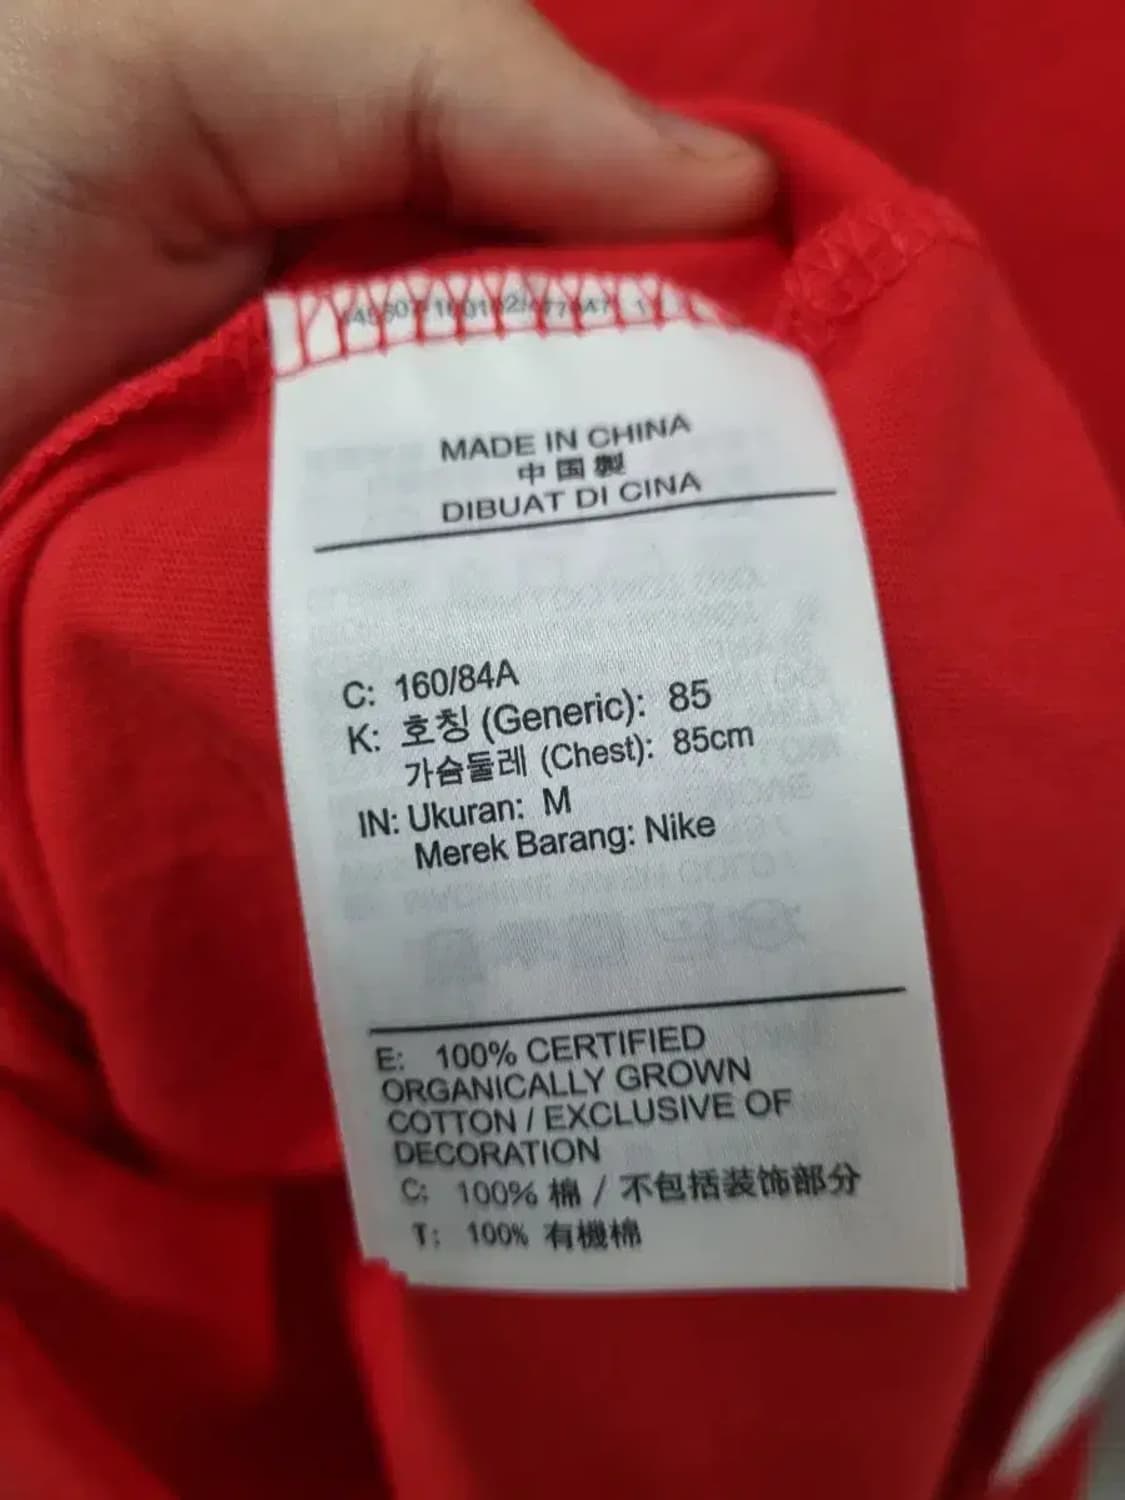 MADE IN CHINA
中国製
DIBUAT DI CINA
C: 160/84A
K: 호칭 (Generic): 85
가슴둘레 (Chest): 85cm
IN: Ukuran: M
Merek Barang: Nike
E: 100% CERTIFIED
ORGANICALLY GROWN
COTTON / EXCLUSIVE OF
DECORATION
C: 100% 棉 / 不包括装饰部分
T: 100% 有機棉